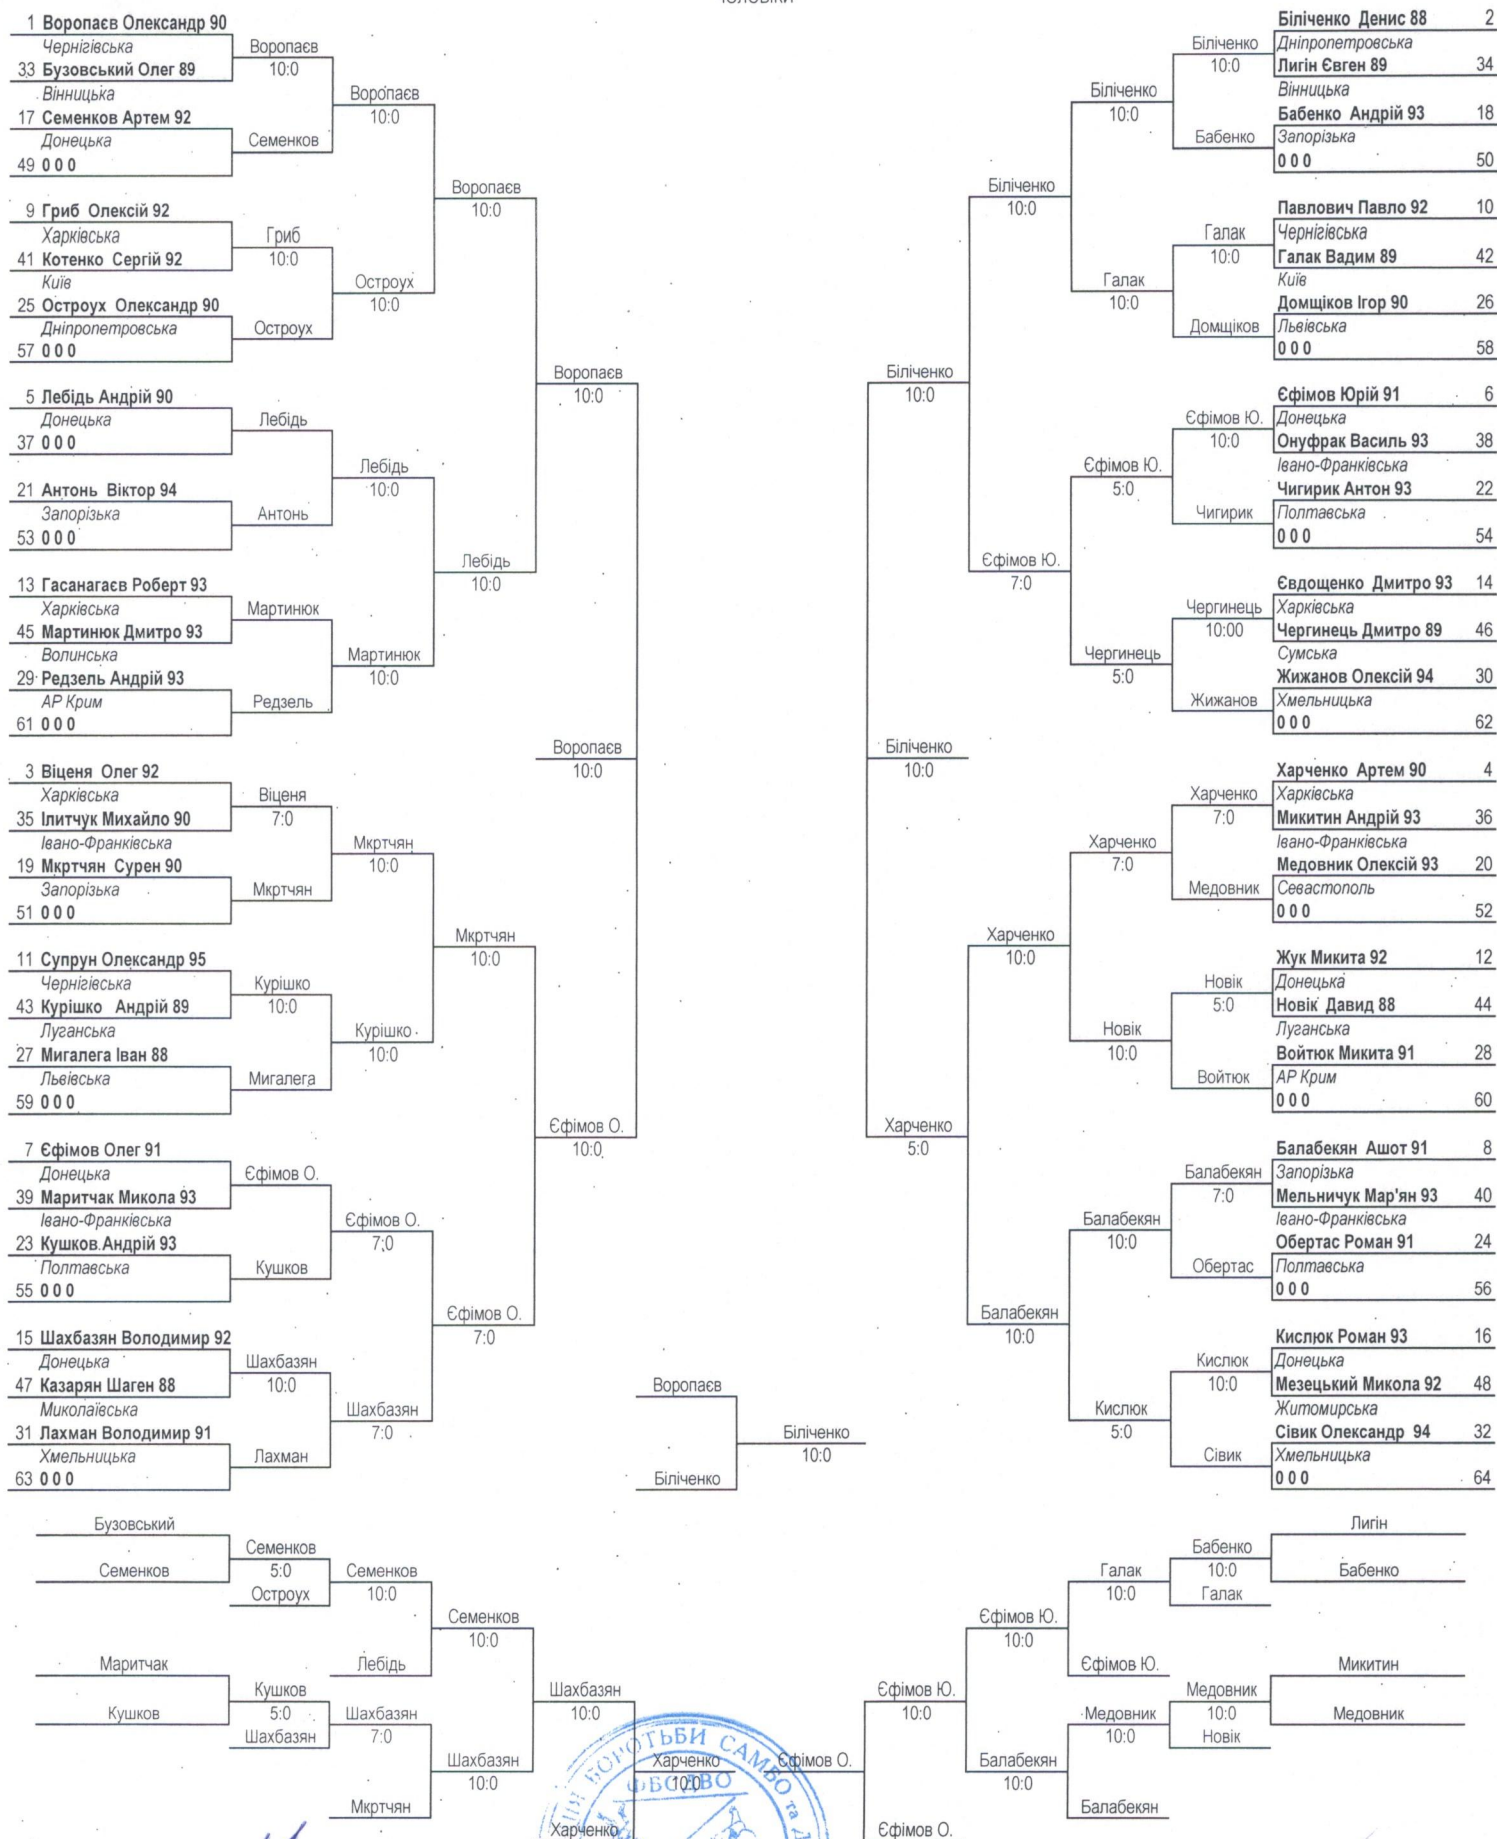 1 Воропаєв Олександр 90
Чернігівська
33 Бузовський Олег 89
Вінницька
17 Семенков Артем 92
Донецька
49 0 0 0
9 Гриб Олексій 92
Харківська
41 Котенко Сергій 92
Київ
25 Остроух Олександр 90
Дніпропетровська
57 0 0 0
5 Лебідь Андрій 90
Донецька
37 0 0 0
21 Антонь Віктор 94
Запорізька
53 0 0 0
13 Гасанагаєв Роберт 93
Харківська
45 Мартинюк Дмитро 93
Волинська
29 Редзель Андрій 93
АР Крим
61 0 0 0
3 Віценя Олег 92
Харківська
35 Ілитчук Михайло 90
Івано-Франківська
19 Мкртчян Сурен 90
Запорізька
51 0 0 0
11 Супрун Олександр 95
Чернігівська
43 Курішко Андрій 89
Луганська
27 Мигалега Іван 88
Львівська
59 0 0 0
7 Єфімов Олег 91
Донецька
39 Маритчак Микола 93
Івано-Франківська
23 Кушков Андрій 93
Полтавська
55 0 0 0
15 Шахбазян Володимир 92
Донецька
47 Казарян Шаген 88
Миколаївська
31 Лахман Володимир 91
Хмельницька
63 0 0 0
Воропаєв
10:0
Семенков
Гриб
10:0
Остроух
Лебідь
Антонь
Мартинюк
Редзель
Віценя
7:0
Мкртчян
Курішко
10:0
Мигалега
Єфімов О.
Кушков
Шахбазян
10:0
Лахман
Воропаєв
10:0
Остроух
10:0
Лебідь
10:0
Мартинюк
10:0
Мкртчян
10:0
Курішко
10:0
Єфімов О.
7:0
Шахбазян
7:0
Воропаєв
10:0
Лебідь
10:0
Мкртчян
10:0
Єфімов О.
7:0
Воропаєв
10:0
Воропаєв
10:0
Єфімов О.
10:0
Воропаєв
Біліченко
10:0
Біліченко
Біліченко
10:0
Біліченко
10:0
Харченко
5:0
Біліченко
10:0
Єфімов Ю.
7:0
Харченко
10:0
Балабекян
10:0
Біліченко
10:0
Галак
10:0
Єфімов Ю.
5:0
Чергинець
5:0
Харченко
7:0
Новік
10:0
Балабекян
10:0
Кислюк
5:0
Біліченко
10:0
Бабенко
Галак
10:0
Домщіков
Єфімов Ю.
10:0
Чигирик
Чергинець
10:00
Жижанов
Харченко
7:0
Медовник
Новік
5:0
Войтюк
Балабекян
7:0
Обертас
Кислюк
10:0
Сівик
Біліченко Денис 88 2
Дніпропетровська
Лигін Євген 89 34
Вінницька
Бабенко Андрій 93 18
Запорізька
0 0 0 50
Павлович Павло 92 10
Чернігівська
Галак Вадим 89 42
Київ
Домщіков Ігор 90 26
Львівська
0 0 0 58
Єфімов Юрій 91 6
Донецька
Онуфрак Василь 93 38
Івано-Франківська
Чигирик Антон 93 22
Полтавська
0 0 0 54
Євдощенко Дмитро 93 14
Харківська
Чергинець Дмитро 89 46
Сумська
Жижанов Олексій 94 30
Хмельницька
0 0 0 62
Харченко Артем 90 4
Харківська
Микитин Андрій 93 36
Івано-Франківська
Медовник Олексій 93 20
Севастополь
0 0 0 52
Жук Микита 92 12
Донецька
Новік Давид 88 44
Луганська
Войтюк Микита 91 28
АР Крим
0 0 0 60
Балабекян Ашот 91 8
Запорізька
Мельничук Мар'ян 93 40
Івано-Франківська
Обертас Роман 91 24
Полтавська
0 0 0 56
Кислюк Роман 93 16
Донецька
Мезецький Микола 92 48
Житомирська
Сівик Олександр 94 32
Хмельницька
0 0 0 64
Бузовський
Семенков
Семенков
5:0
Остроух
Семенков
10:0
Лебідь
Семенков
10:0
Маритчак
Кушков
Кушков
5:0
Шахбазян
Шахбазян
7:0
Мкртчян
Шахбазян
10:0
Шахбазян
10:0
Харченко
Харченко
10:0
БОРОТЬБИ САМБО та
ФБСДВО
Єфімов О.
Єфімов О.
Єфімов Ю.
10:0
Єфімов Ю.
10:0
Балабекян
10:0
Галак
10:0
Єфімов Ю.
Медовник
10:0
Балабекян
Бабенко
10:0
Галак
Медовник
10:0
Новік
Лигін
Бабенко
Микитин
Медовник